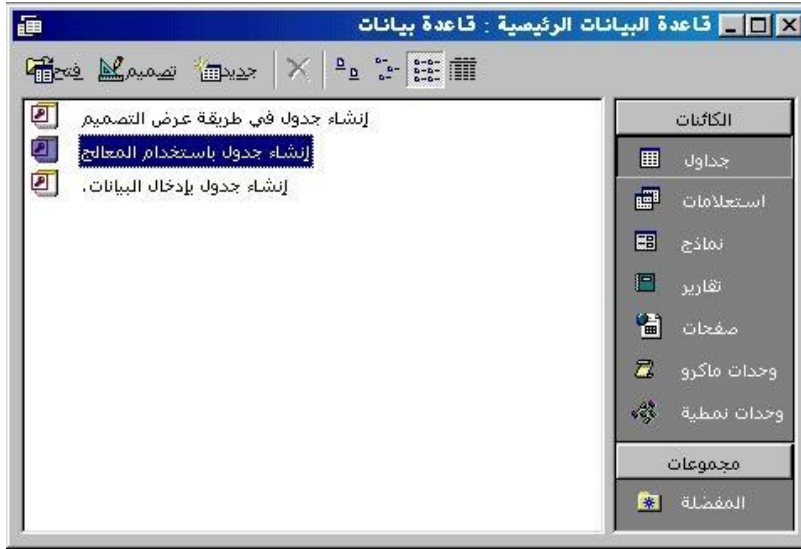 قاعدة البيانات الرئيصية : قاعدة بيانات
فتح تصميم جديد
الكائنات
جداول
استعلامات
نماذج
تقارير
صفحات
وحدات ماكرو
وحدات نمطية
مجموعات
المفضلة
إنشاء جدول في طريقة عرض التصميم
إنشاء جدول باستخدام المعالج
إنشاء جدول بإدخال البيانات.